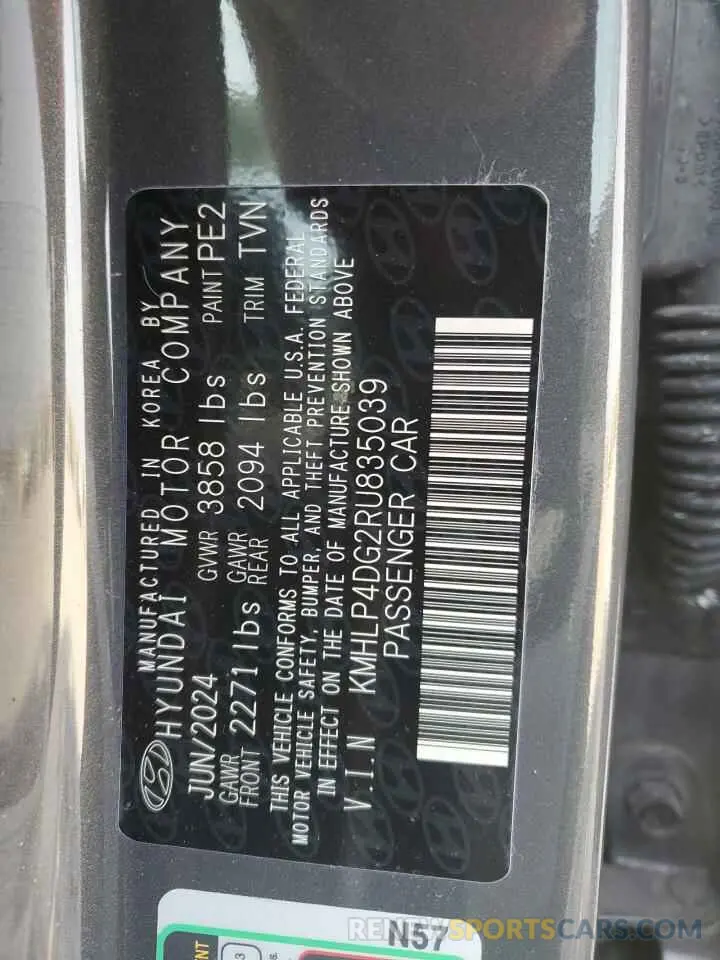 MANUFACTURED IN KOREA BY
HYUNDAI MOTOR COMPANY
JUN/2024 GVWR 3858 lbs PAINT PE2
GAWR FRONT 2271 lbs GAWR REAR 2094 lbs TRIM TVN
THIS VEHICLE CONFORMS TO ALL APPLICABLE U.S.A. FEDERAL
MOTOR VEHICLE SAFETY, BUMPER, AND THEFT PREVENTION STANDARDS
IN EFFECT ON THE DATE OF MANUFACTURE SHOWN ABOVE
V.I.N KMHLP4DG2RU835039
PASSENGER CAR
N57
RENEWSPORTSCARS.COM